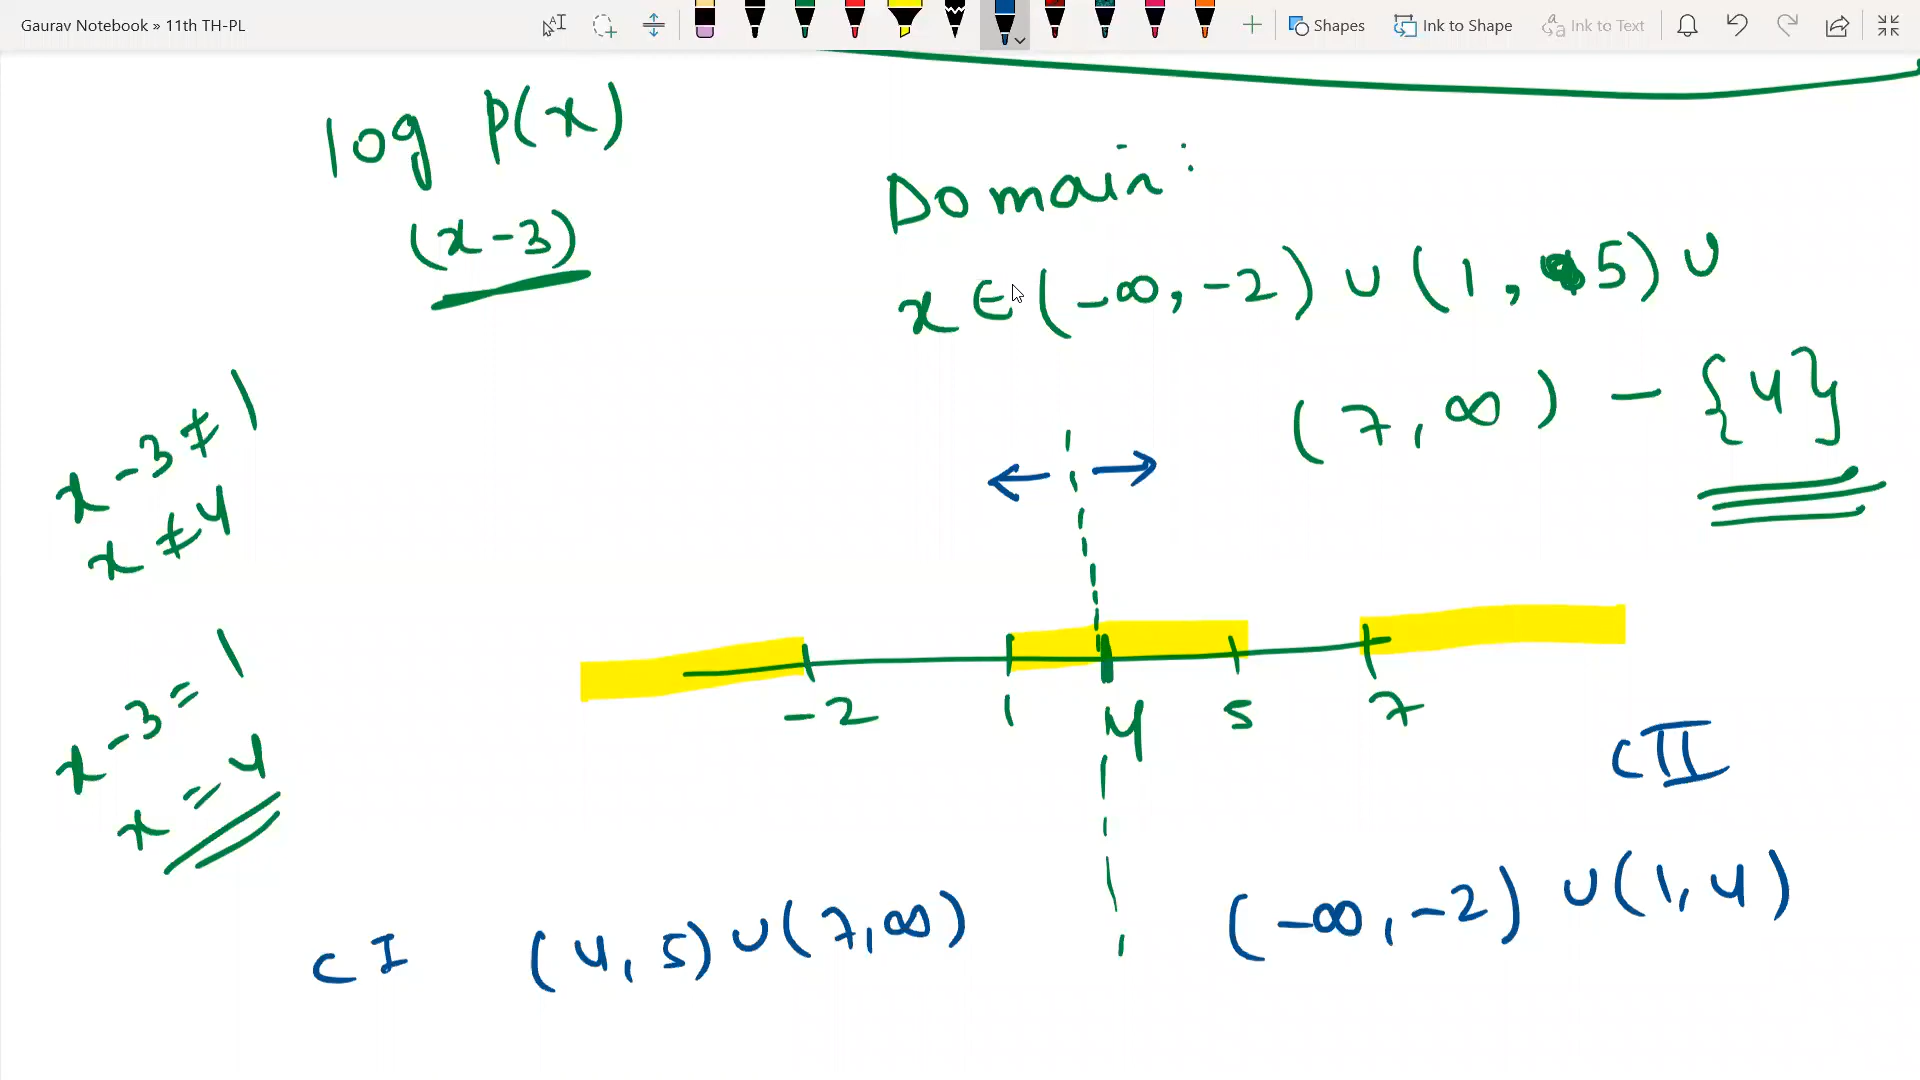 Gaurav Notebook » 11th TH-PL
Shapes
Ink to Shape
Ink to Text
log P(x)
(x-3)
Domain:
x ∈ (-∞, -2) ∪ (1, 5) ∪
(7, ∞) - {4}
x-3 ≠ 1
x ≠ 4
x-3 = 1
x = 4
-2 1 4 5 7
C II
C I (4, 5) ∪ (7, ∞)
(-∞, -2) ∪ (1, 4)